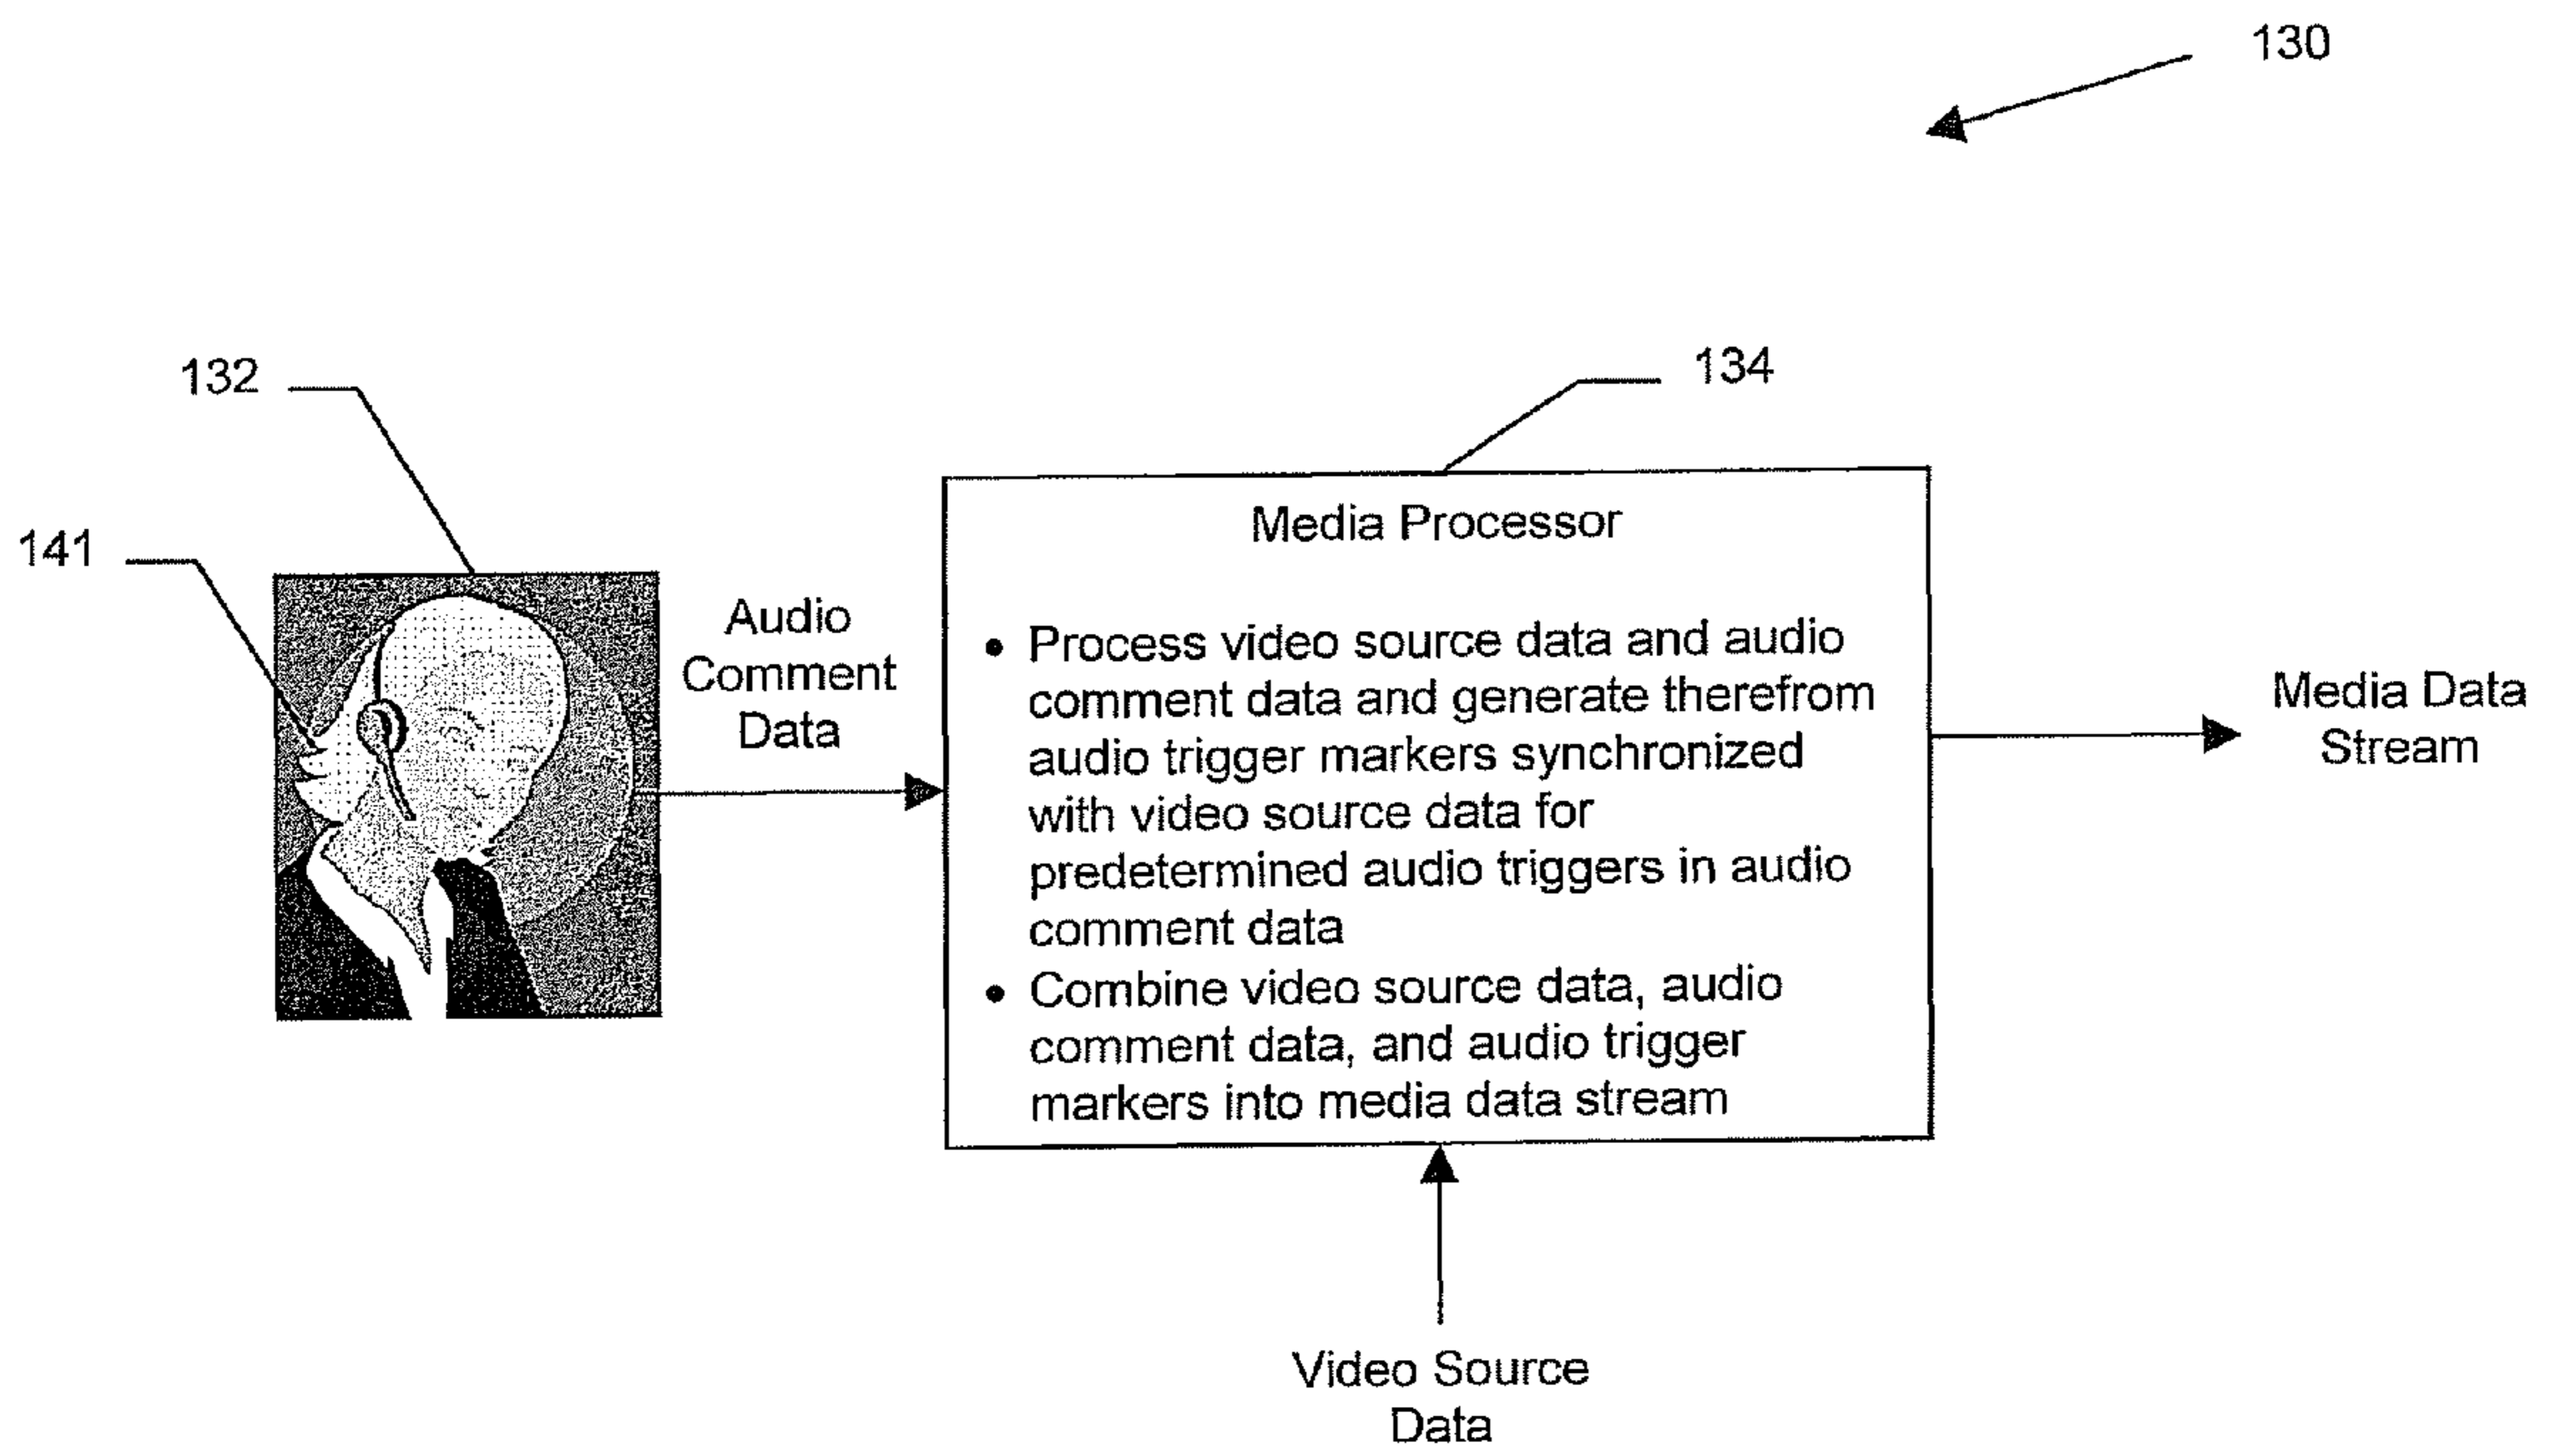 130
132
134
141
Audio
Comment
Data
Media Processor
• Process video source data and audio
comment data and generate therefrom
audio trigger markers synchronized
with video source data for
predetermined audio triggers in audio
comment data
• Combine video source data, audio
comment data, and audio trigger
markers into media data stream
Media Data
Stream
Video Source
Data